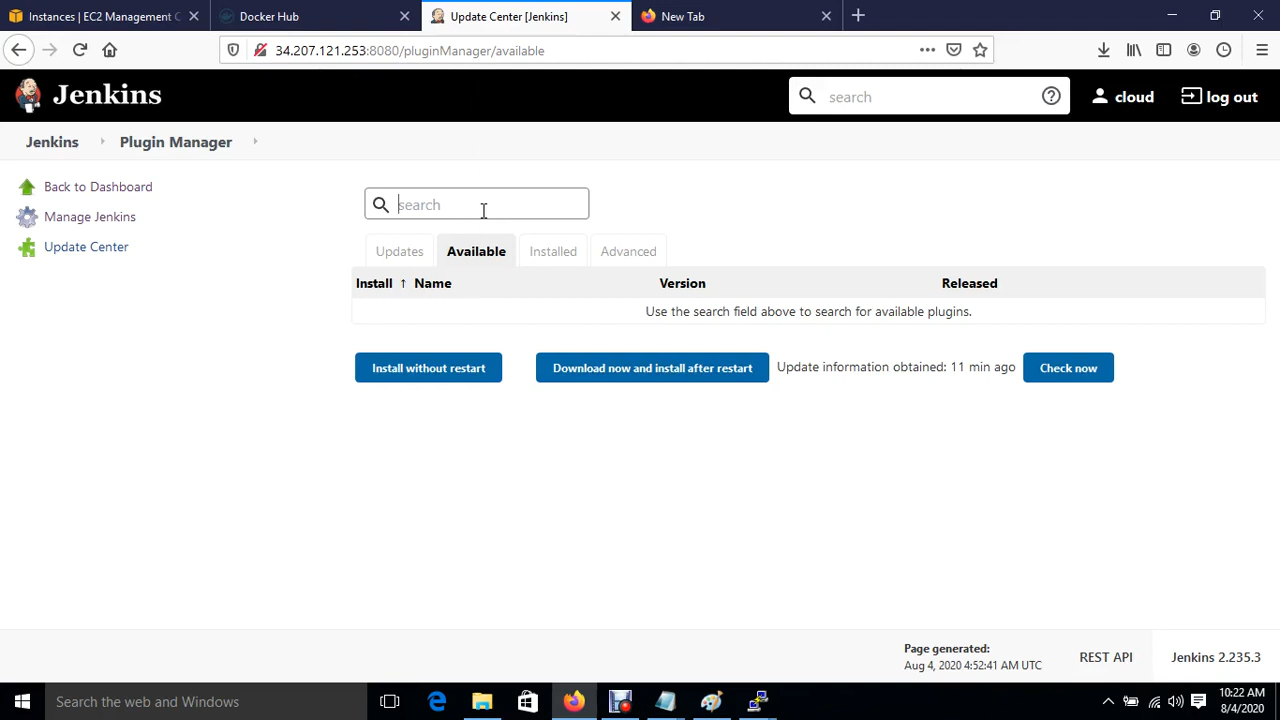 Instances | EC2 Management C
Docker Hub
Update Center [Jenkins]
New Tab
34.207.121.253:8080/pluginManager/available
Jenkins
search
cloud
log out
Jenkins
Plugin Manager
Back to Dashboard
Manage Jenkins
Update Center
search
Updates
Available
Installed
Advanced
Install ↑ Name
Version
Released
Use the search field above to search for available plugins.
Install without restart
Download now and install after restart
Update information obtained: 11 min ago
Check now
Page generated:
Aug 4, 2020 4:52:41 AM UTC
REST API
Jenkins 2.235.3
Search the web and Windows
10:22 AM
8/4/2020